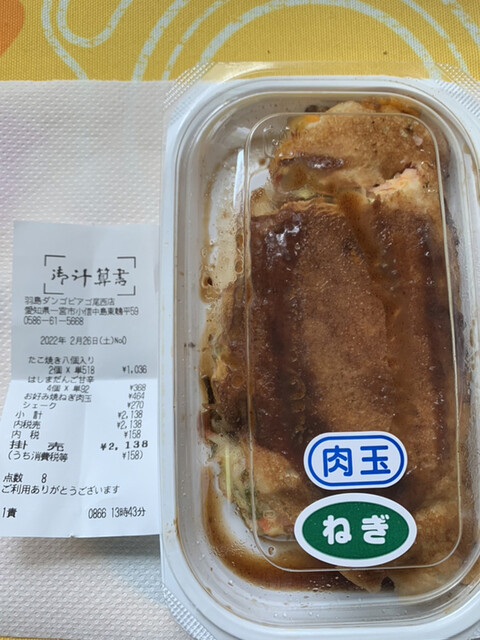 御計算書
羽島ダンゴピアゴ尾西店
愛知県一宮市小信中島東鵯平59
0586-61-5668
2022年 2月26日(土)No0
たこ焼き八個入り
2個 X 単518 ¥1,036
はしまだんご甘辛
4個 X 単92 ¥368
お好み焼ねぎ肉玉 ¥464
シェーク ¥270
小 計 ¥2,138
内税売 ¥2,138
内 税 ¥158
掛 売 ¥2,138
(うち消費税等 ¥158)
点数 8
ご利用ありがとうございます
1責 0866 13時43分
肉玉
ねぎ